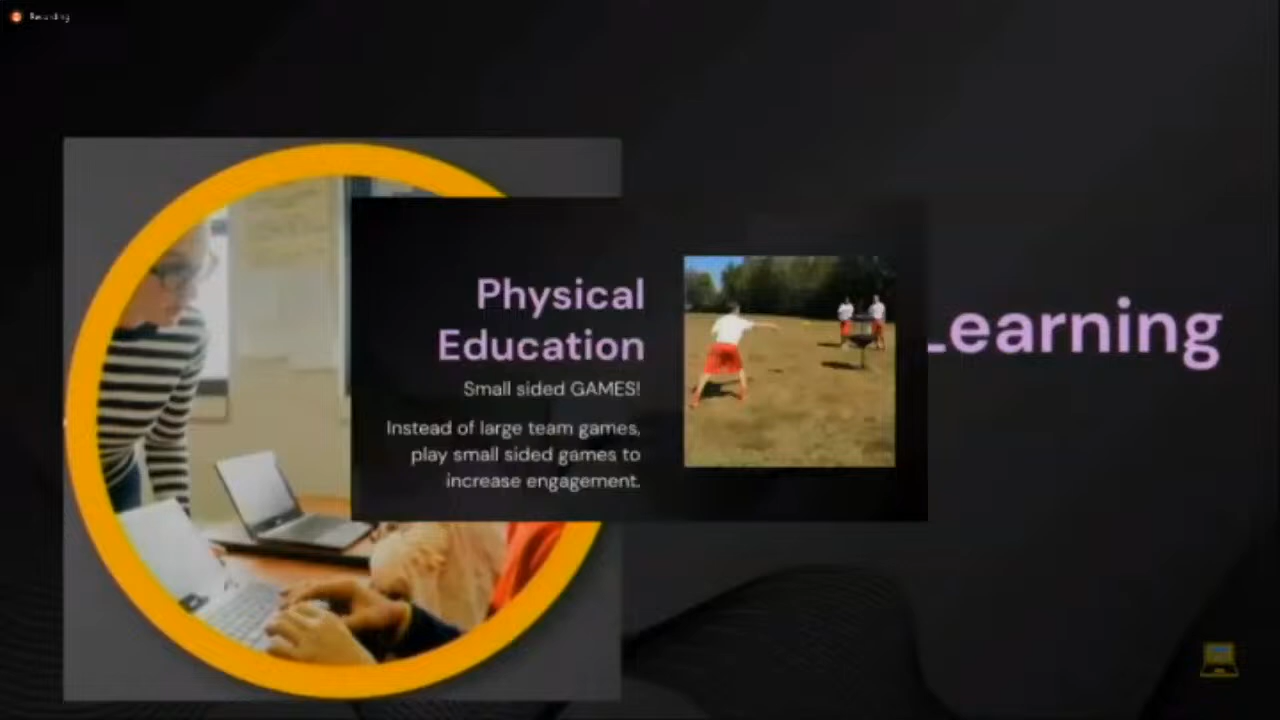 Recording
Physical
Education
Small sided GAMES!
Instead of large team games,
play small sided games to
increase engagement.
Learning